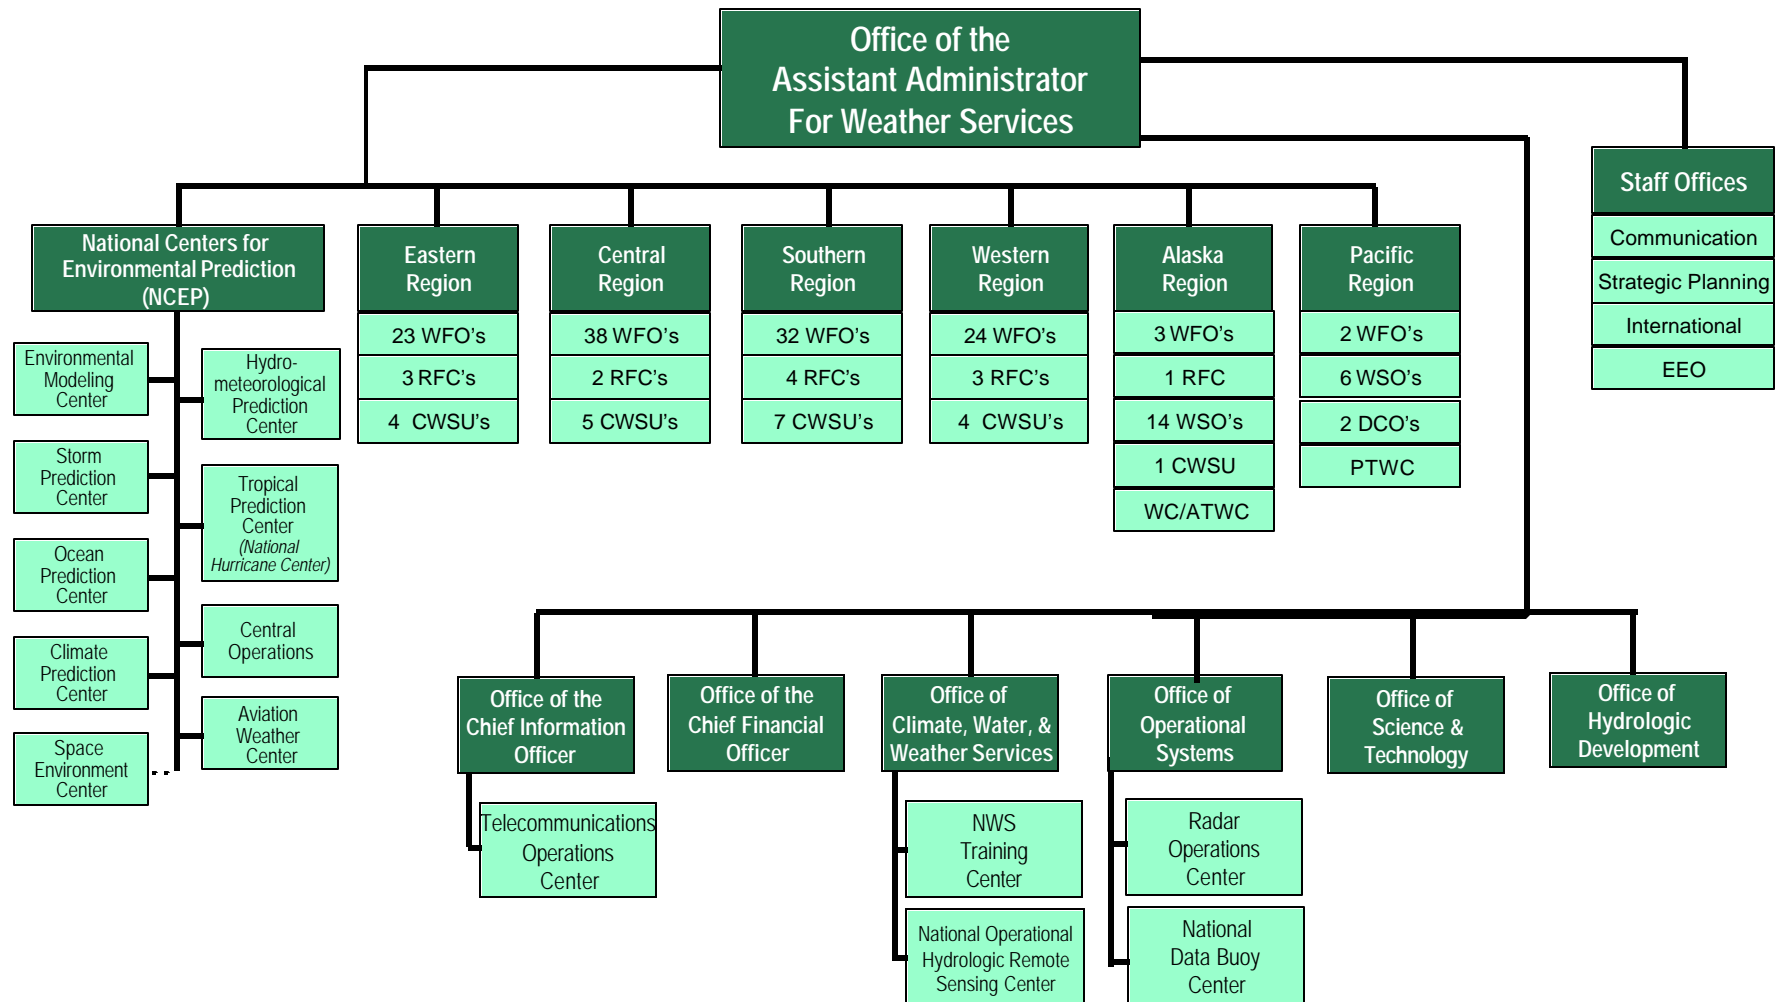 Office of the
Assistant Administrator
For Weather Services
Staff Offices
Communication
Strategic Planning
International
EEO
National Centers for
Environmental Prediction
(NCEP)
Environmental
Modeling
Center
Hydro-
meteorological
Prediction
Center
Storm
Prediction
Center
Tropical
Prediction
Center
(National
Hurricane Center)
Ocean
Prediction
Center
Central
Operations
Climate
Prediction
Center
Aviation
Weather
Center
Space
Environment
Center
Eastern
Region
23 WFO's
3 RFC's
4 CWSU's
Central
Region
38 WFO's
2 RFC's
5 CWSU's
Southern
Region
32 WFO's
4 RFC's
7 CWSU's
Western
Region
24 WFO's
3 RFC's
4 CWSU's
Alaska
Region
3 WFO's
1 RFC
14 WSO's
1 CWSU
WC/ATWC
Pacific
Region
2 WFO's
6 WSO's
2 DCO's
PTWC
Office of the
Chief Information
Officer
Telecommunications
Operations
Center
Office of the
Chief Financial
Officer
Office of
Climate, Water, &
Weather Services
NWS
Training
Center
National Operational
Hydrologic Remote
Sensing Center
Office of
Operational
Systems
Radar
Operations
Center
National
Data Buoy
Center
Office of
Science &
Technology
Office of
Hydrologic
Development